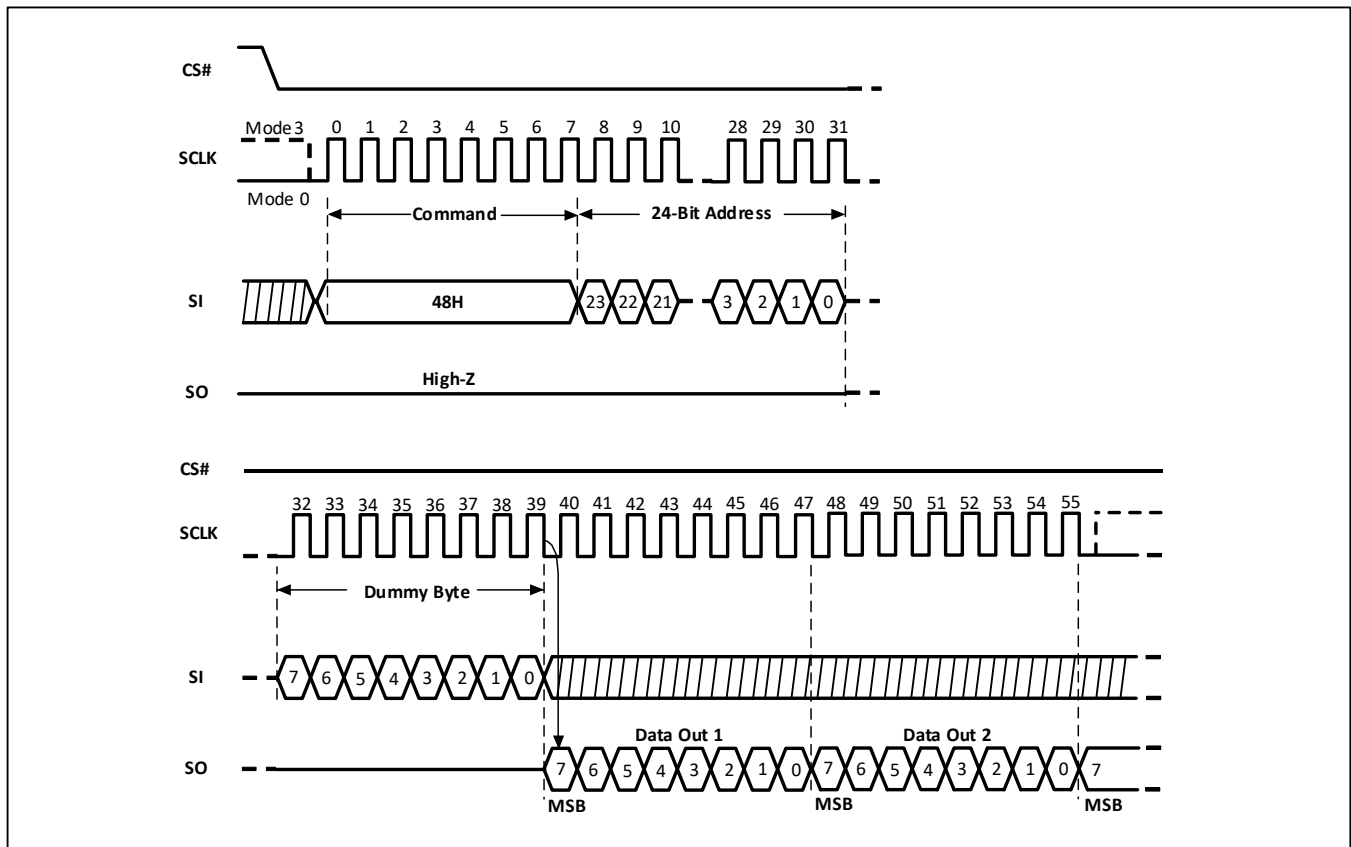 CS#
Mode 3
0 1 2 3 4 5 6 7 8 9 10 28 29 30 31
SCLK
Mode 0
Command
24-Bit Address
SI
48H
23 22 21 3 2 1 0
High-Z
SO
CS#
32 33 34 35 36 37 38 39 40 41 42 43 44 45 46 47 48 49 50 51 52 53 54 55
SCLK
Dummy Byte
SI
7 6 5 4 3 2 1 0
Data Out 1
Data Out 2
SO
7 6 5 4 3 2 1 0 7 6 5 4 3 2 1 0 7
MSB
MSB
MSB